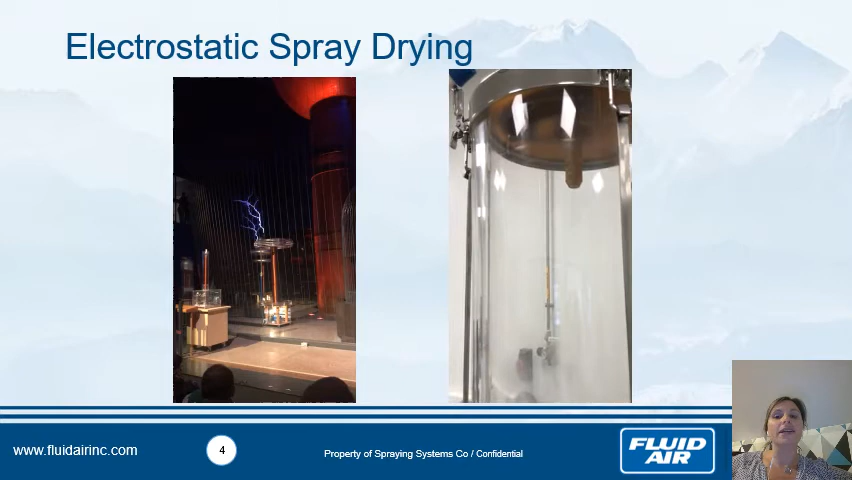 Electrostatic Spray Drying
www.fluidairinc.com
4
Property of Spraying Systems Co / Confidential
FLUID
AIR